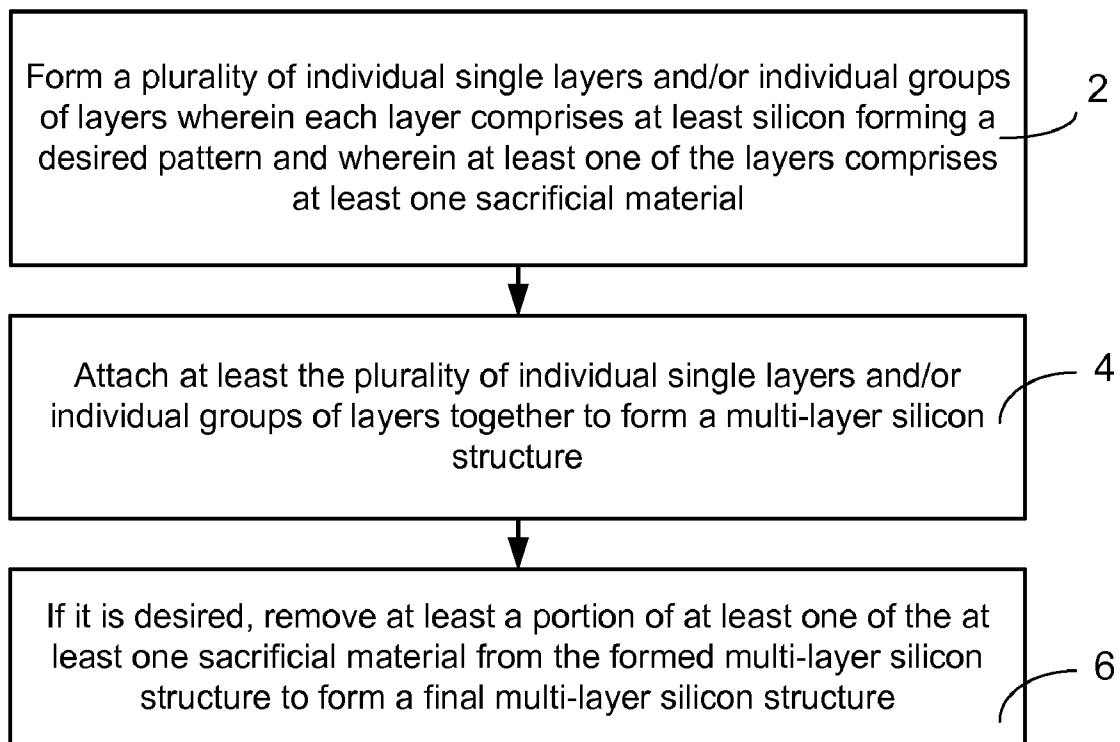 Form a plurality of individual single layers and/or individual groups
of layers wherein each layer comprises at least silicon forming a
desired pattern and wherein at least one of the layers comprises
at least one sacrificial material
2
Attach at least the plurality of individual single layers and/or
individual groups of layers together to form a multi-layer silicon
structure
4
If it is desired, remove at least a portion of at least one of the at
least one sacrificial material from the formed multi-layer silicon
structure to form a final multi-layer silicon structure
6